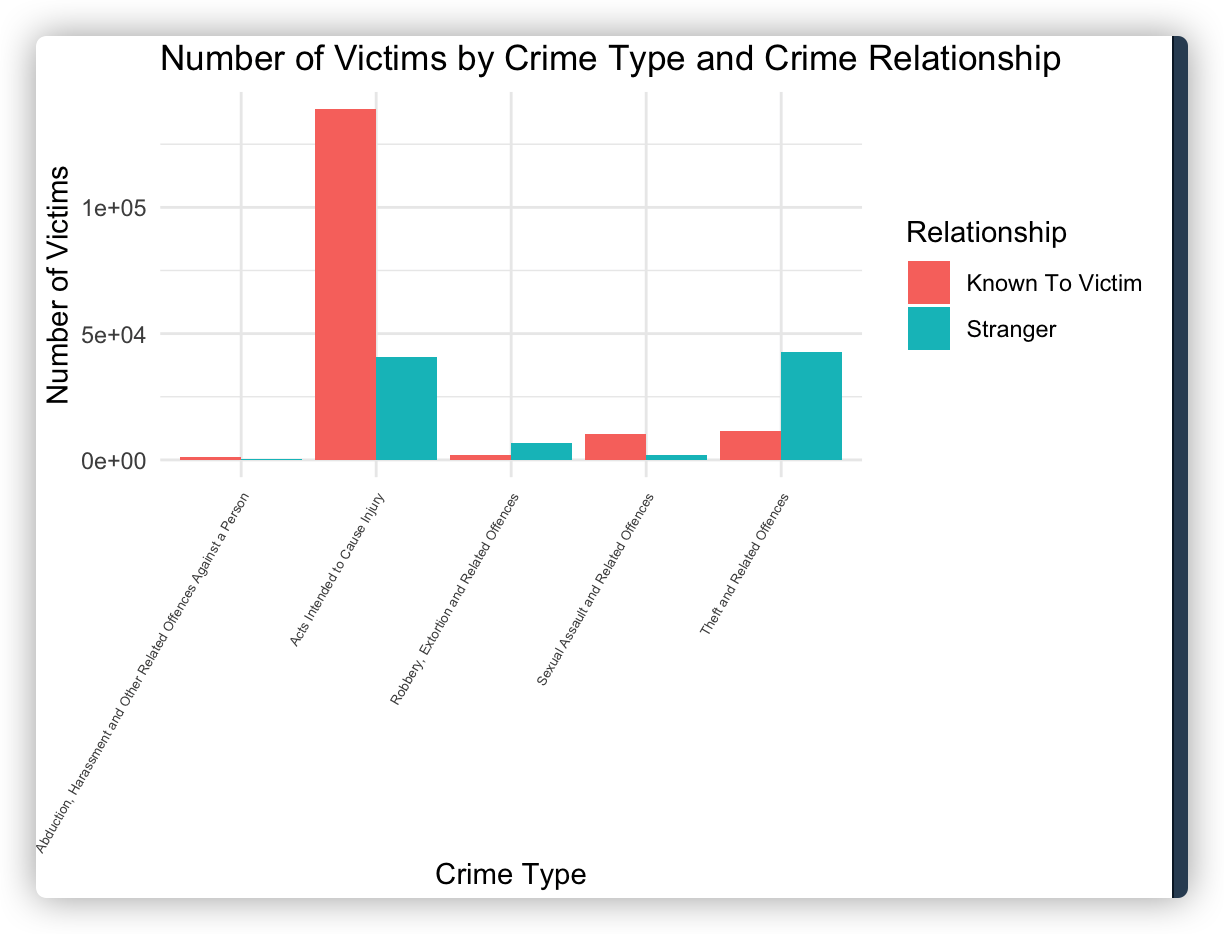 Number of Victims by Crime Type and Crime Relationship
Number of Victims
1e+05
5e+04
0e+00
Relationship
Known To Victim
Stranger
Abduction, Harassment and Other Related Offences Against a Person
Acts Intended to Cause Injury
Robbery, Extortion and Related Offences
Sexual Assault and Related Offences
Theft and Related Offences
Crime Type